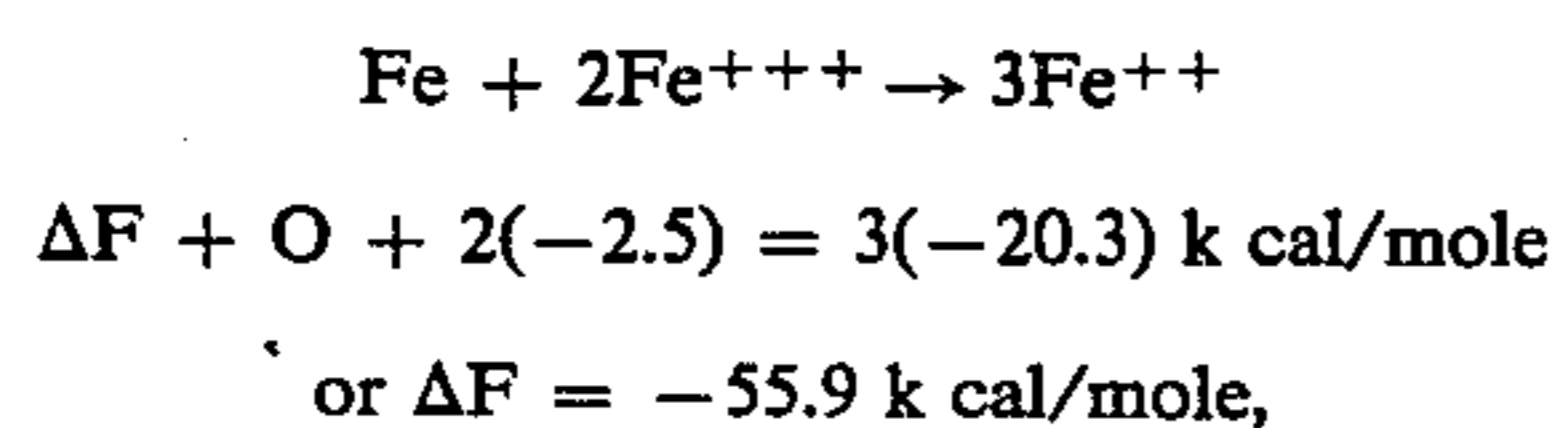 Fe + 2Fe+++ → 3Fe++
ΔF + O + 2(−2.5) = 3(−20.3) k cal/mole
or ΔF = −55.9 k cal/mole,